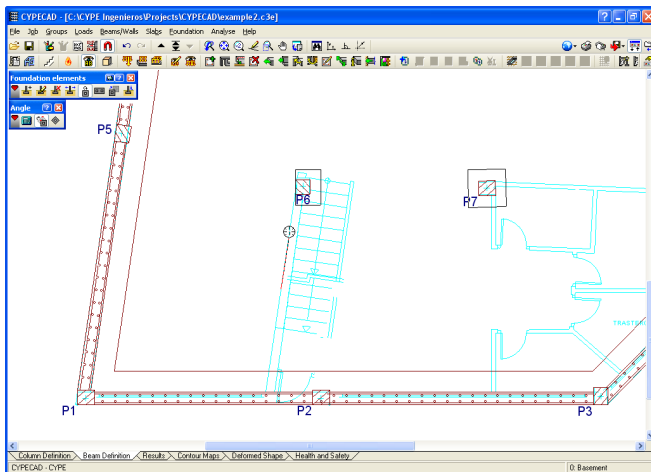 CYPECAD - [C:\CYPE Ingenieros\Projects\CYPECAD\example2.c3e]
File Job Groups Loads Beams/Walls Slabs Foundation Analyse Help
Foundation elements
Angle
P5
P6
P7
P1
P2
P3
Column Definition Beam Definition Results Contour Maps Deformed Shape Health and Safety
CYPECAD - CYPE
0: Basement